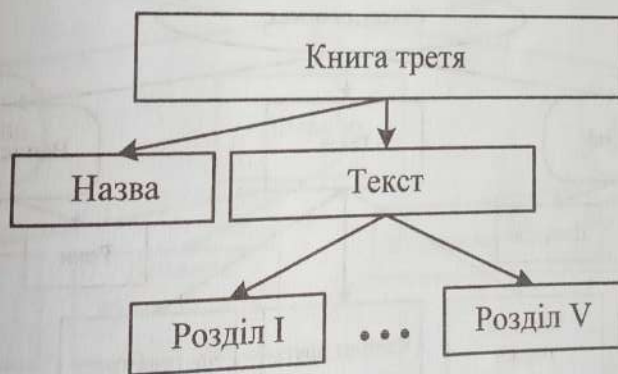 Книга третя
Назва
Текст
Розділ I
•••
Розділ V